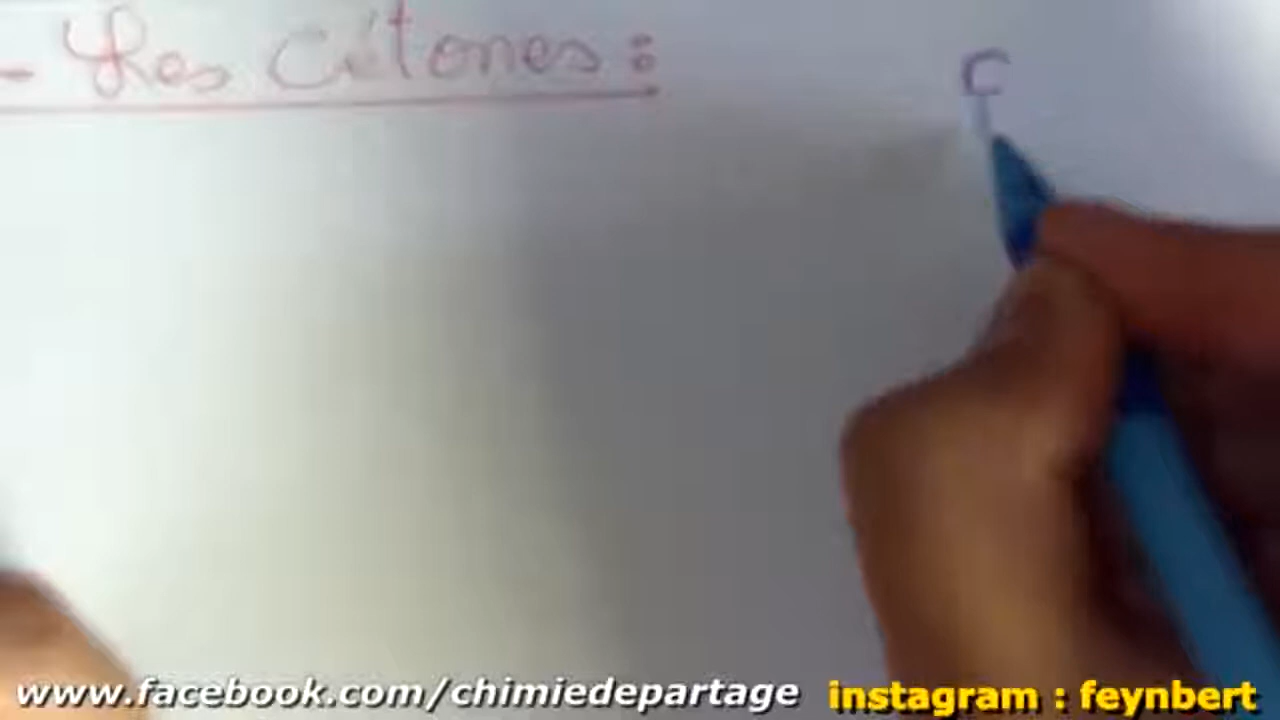 - Les Cétones :
C
www.facebook.com/chimiedepartage
instagram : feynbert